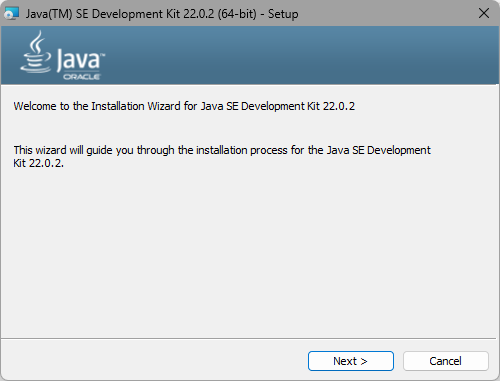 Java(TM) SE Development Kit 22.0.2 (64-bit) - Setup
Java™
ORACLE
Welcome to the Installation Wizard for Java SE Development Kit 22.0.2
This wizard will guide you through the installation process for the Java SE Development
Kit 22.0.2.
Next >
Cancel